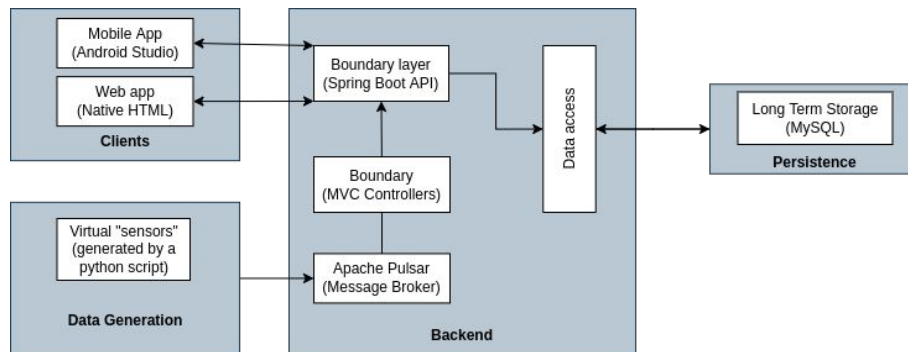 Mobile App
(Android Studio)
Web app
(Native HTML)
Clients
Virtual "sensors"
(generated by a
python script)
Data Generation
Boundary layer
(Spring Boot API)
Boundary
(MVC Controllers)
Apache Pulsar
(Message Broker)
Data access
Backend
Long Term Storage
(MySQL)
Persistence